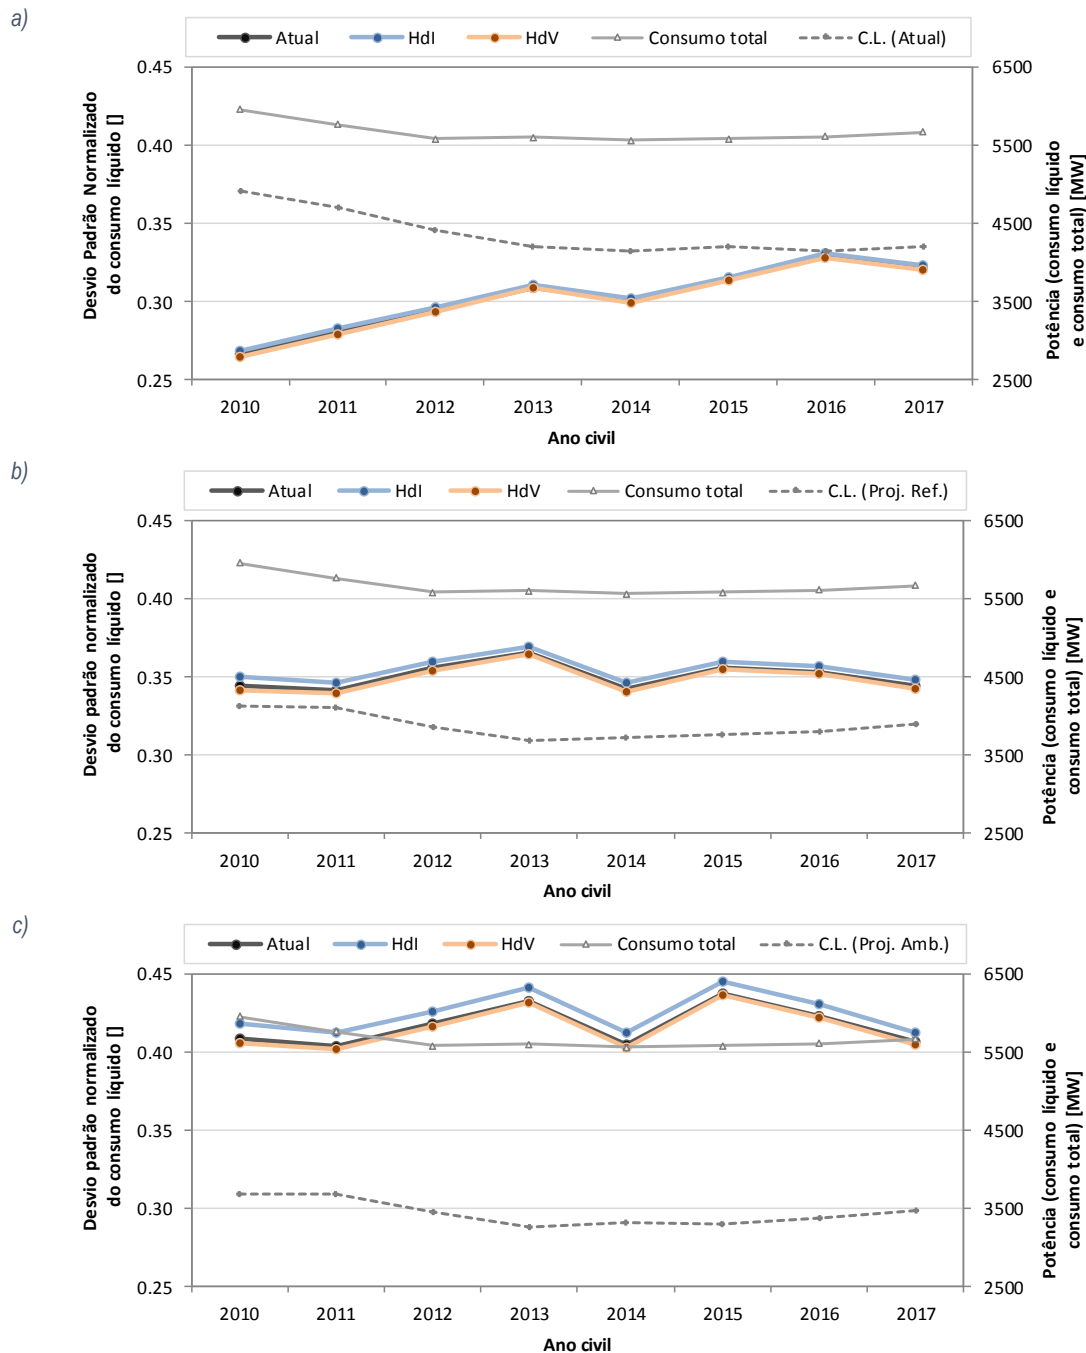 a)
Atual HdI HdV Consumo total C.L. (Atual)
0.45 6500
0.40 5500
0.35 4500
0.30 3500
0.25 2500
Desvio Padrão Normalizado
do consumo líquido []
Potência (consumo líquido
e consumo total) [MW]
2010 2011 2012 2013 2014 2015 2016 2017
Ano civil
b)
Atual HdI HdV Consumo total C.L. (Proj. Ref.)
0.45 6500
0.40 5500
0.35 4500
0.30 3500
0.25 2500
Desvio padrão normalizado
do consumo líquido []
Potência (consumo líquido e
consumo total) [MW]
2010 2011 2012 2013 2014 2015 2016 2017
Ano civil
c)
Atual HdI HdV Consumo total C.L. (Proj. Amb.)
0.45 6500
0.40 5500
0.35 4500
0.30 3500
0.25 2500
Desvio padrão normalizado
do consumo líquido []
Potência (consumo líquido e
consumo total) [MW]
2010 2011 2012 2013 2014 2015 2016 2017
Ano civil